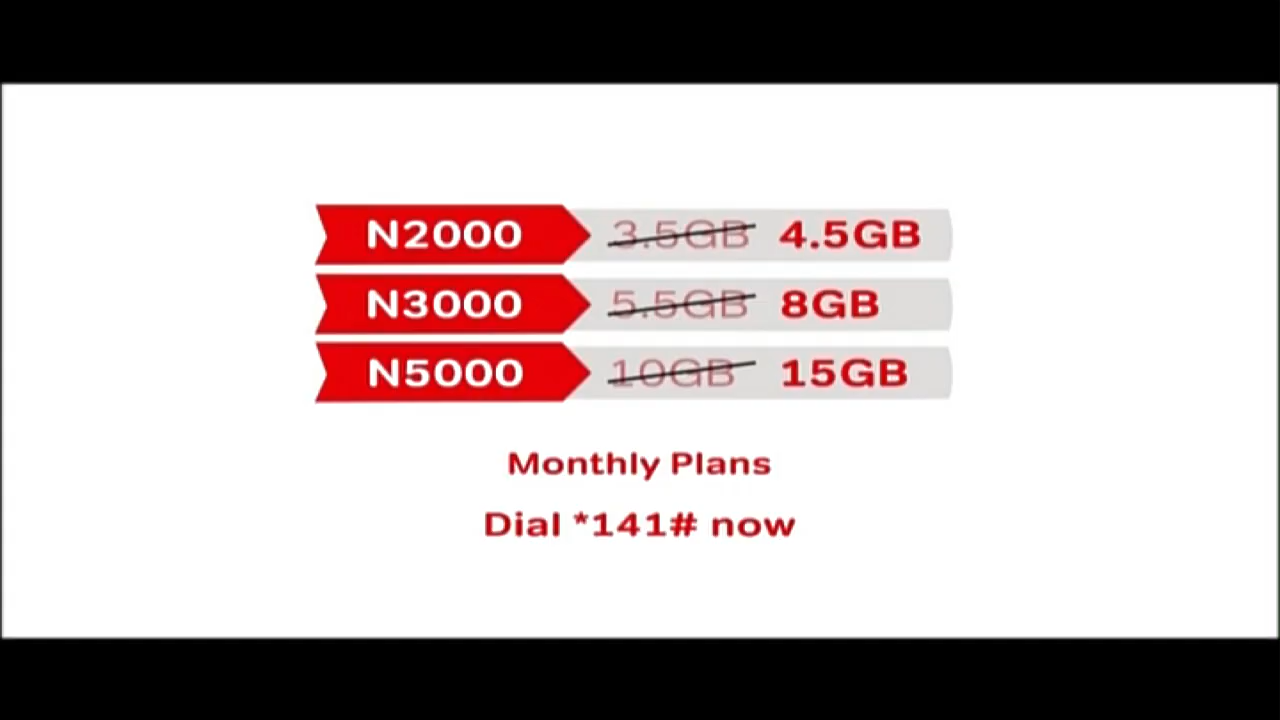 N2000 3.5GB 4.5GB
N3000 5.5GB 8GB
N5000 10GB 15GB
Monthly Plans
Dial *141# now